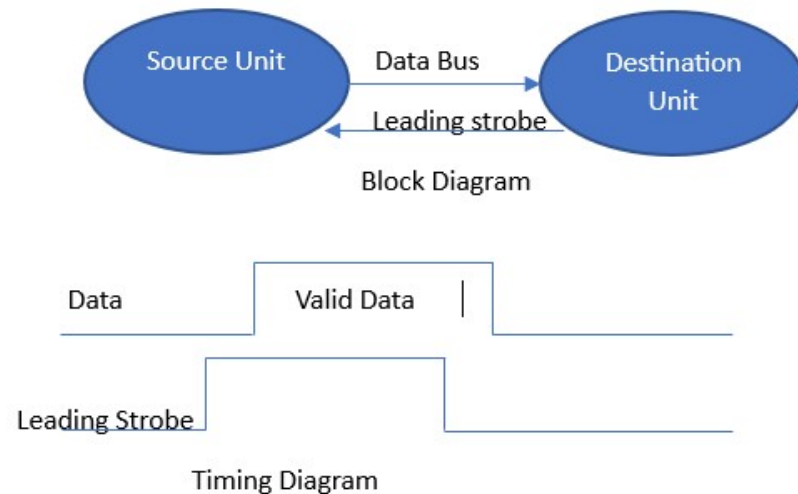 Source Unit
Data Bus
Destination
Unit
Leading strobe
Block Diagram
Data
Valid Data
Leading Strobe
Timing Diagram